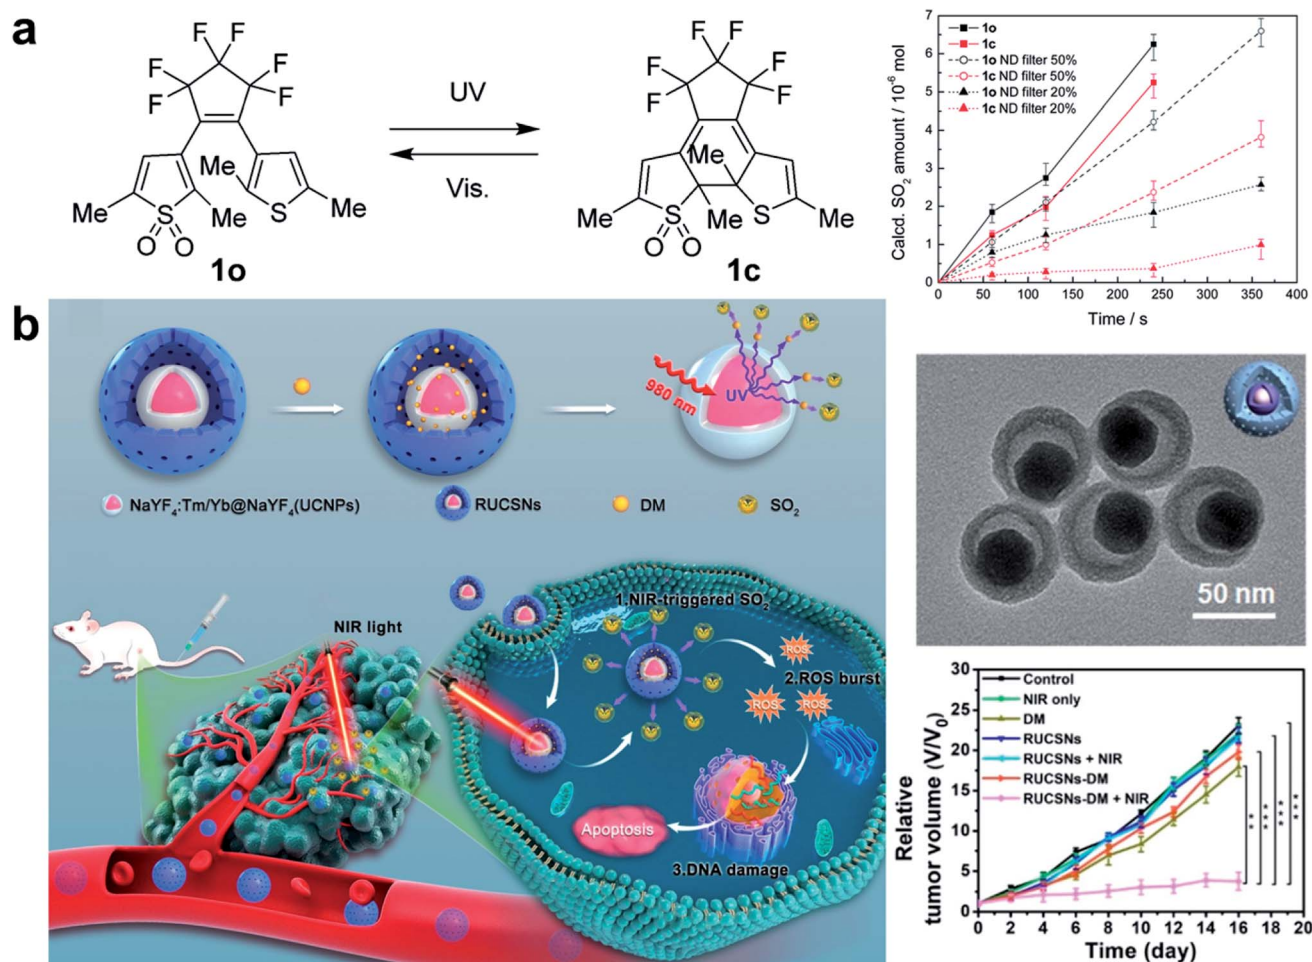 a
F
F
F
F
F
F
Me
S
O
O
Me
Me
S
Me
1o
UV
Vis.
F
F
F
F
F
F
Me
Me
S
O
O
Me
S
Me
1c
Calcd. SO2 amount / 10-6 mol
7
6
5
4
3
2
1
0
1o
1c
1o ND filter 50%
1c ND filter 50%
1o ND filter 20%
1c ND filter 20%
0 50 100 150 200 250 300 350 400
Time / s
b
980 nm
UV
NaYF4:Tm/Yb@NaYF4(UCNPs)
RUCSNs
DM
SO2
NIR light
1.NIR-triggered SO2
ROS
2.ROS burst
ROS
ROS
Apoptosis
3.DNA damage
50 nm
Relative
tumor volume (V/V0)
30
25
20
15
10
5
0
Control
NIR only
DM
RUCSNs
RUCSNs + NIR
RUCSNs-DM
RUCSNs-DM + NIR
**
***
***
***
0 2 4 6 8 10 12 14 16 18 20
Time (day)